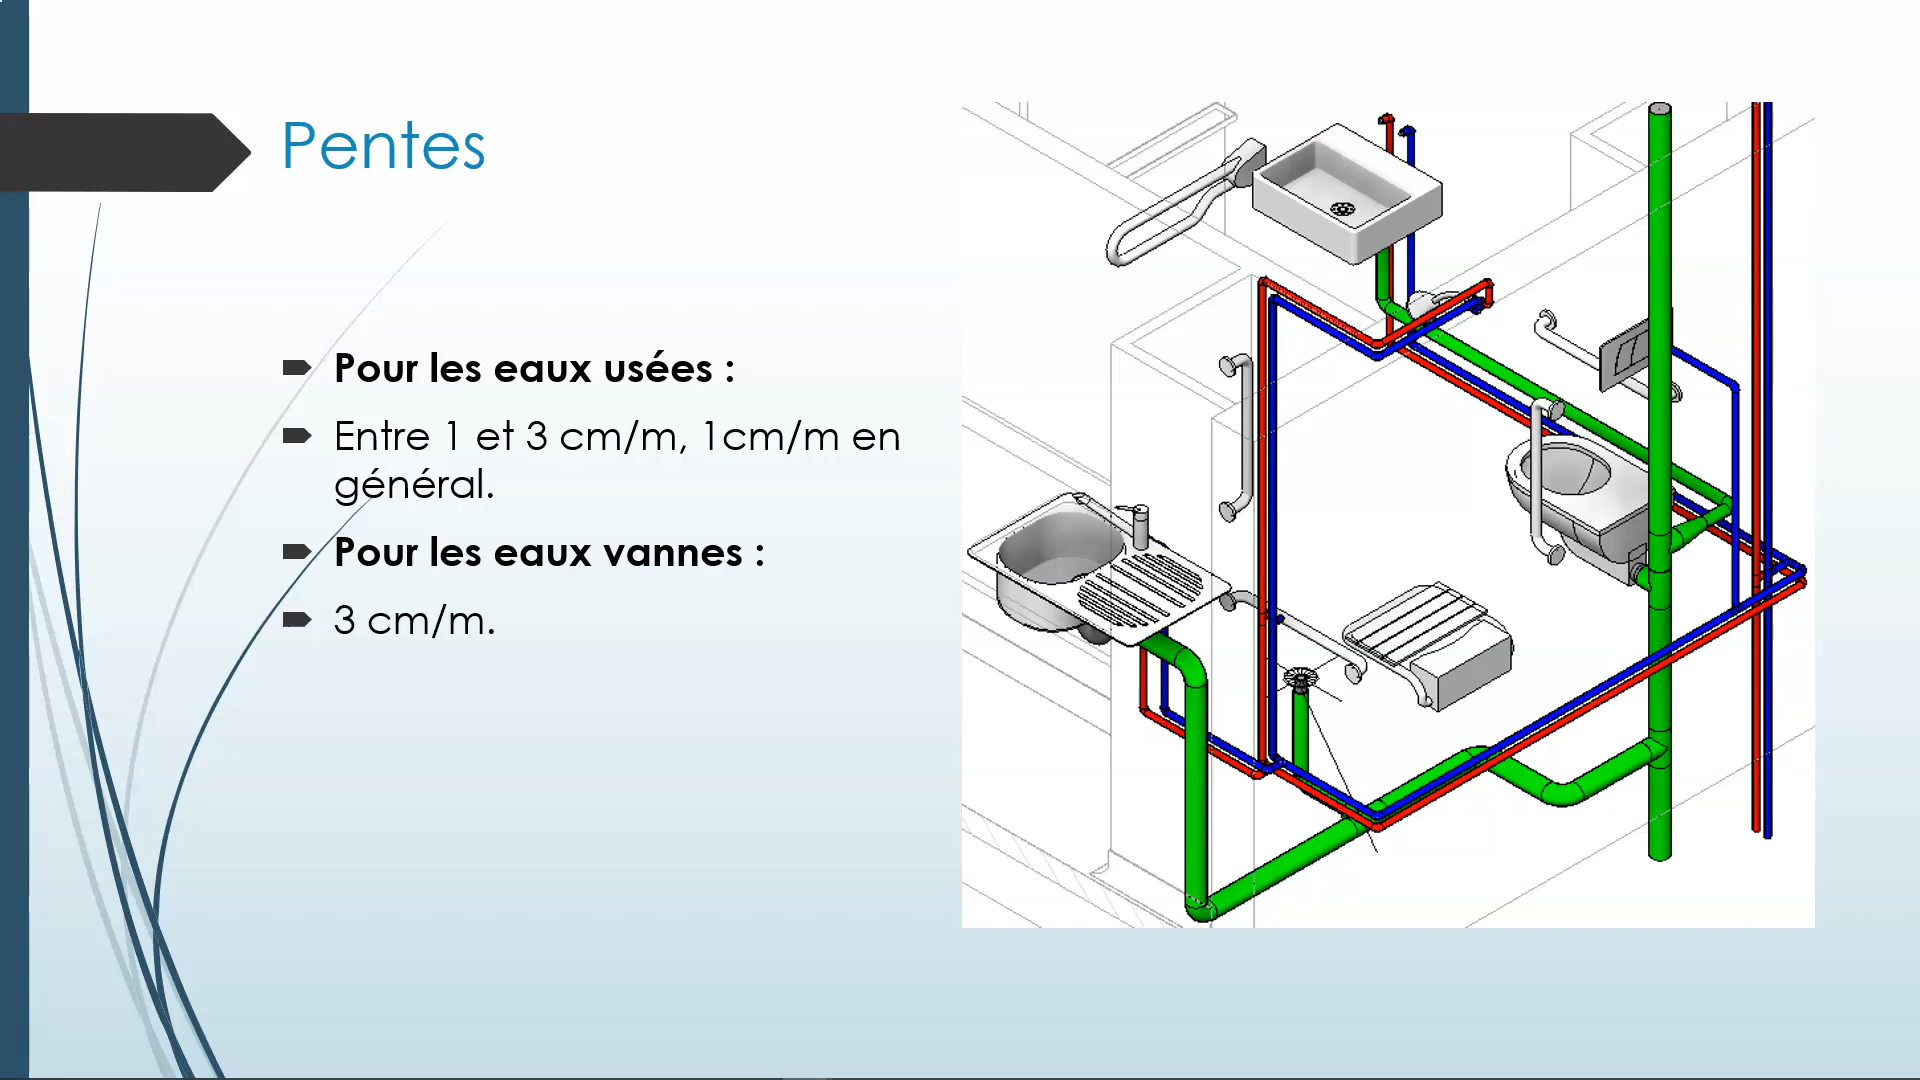 Pentes
Pour les eaux usées :
Entre 1 et 3 cm/m, 1cm/m en
général.
Pour les eaux vannes :
3 cm/m.